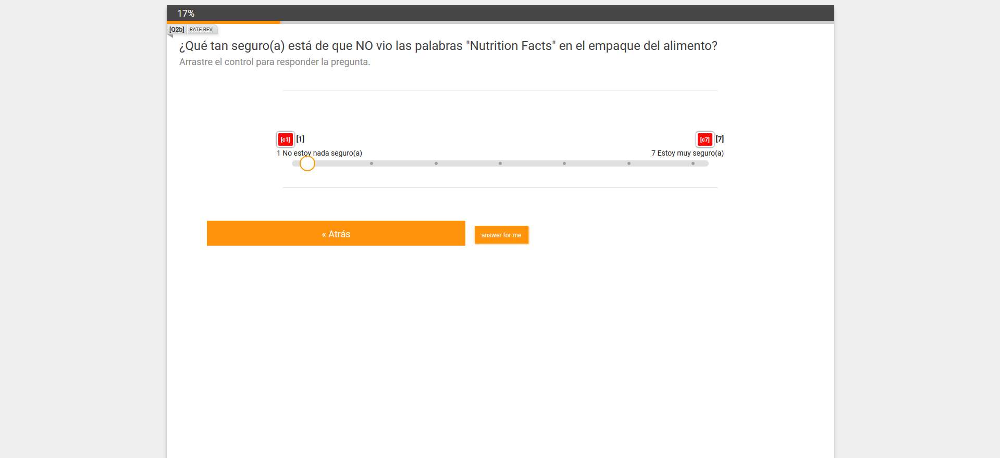 17%
[Q2b] RATE REV
¿Qué tan seguro(a) está de que NO vio las palabras "Nutrition Facts" en el empaque del alimento?
Arrastre el control para responder la pregunta.
[c1] [1] [c7] [7]
1 No estoy nada seguro(a) 7 Estoy muy seguro(a)
« Atrás answer for me